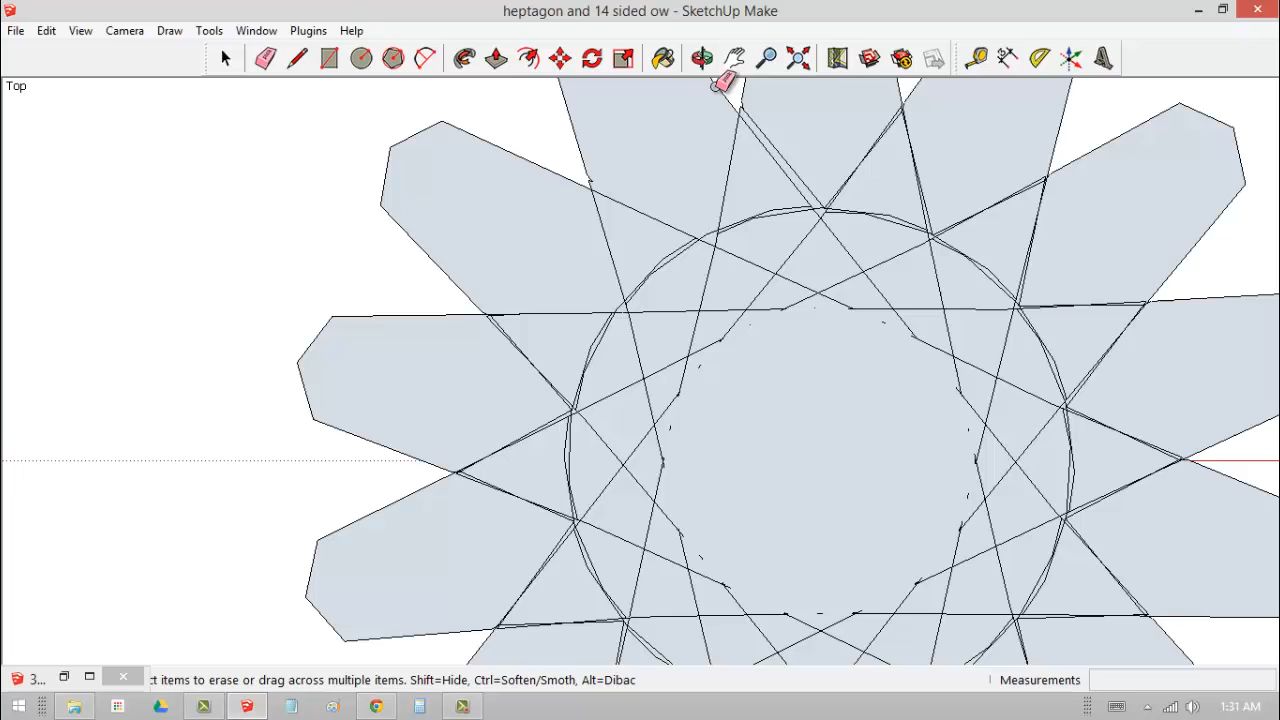 heptagon and 14 sided ow - SketchUp Make
File Edit View Camera Draw Tools Window Plugins Help
Top
3... ct items to erase or drag across multiple items. Shift=Hide, Ctrl=Soften/Smoth, Alt=Dibac Measurements
1:31 AM